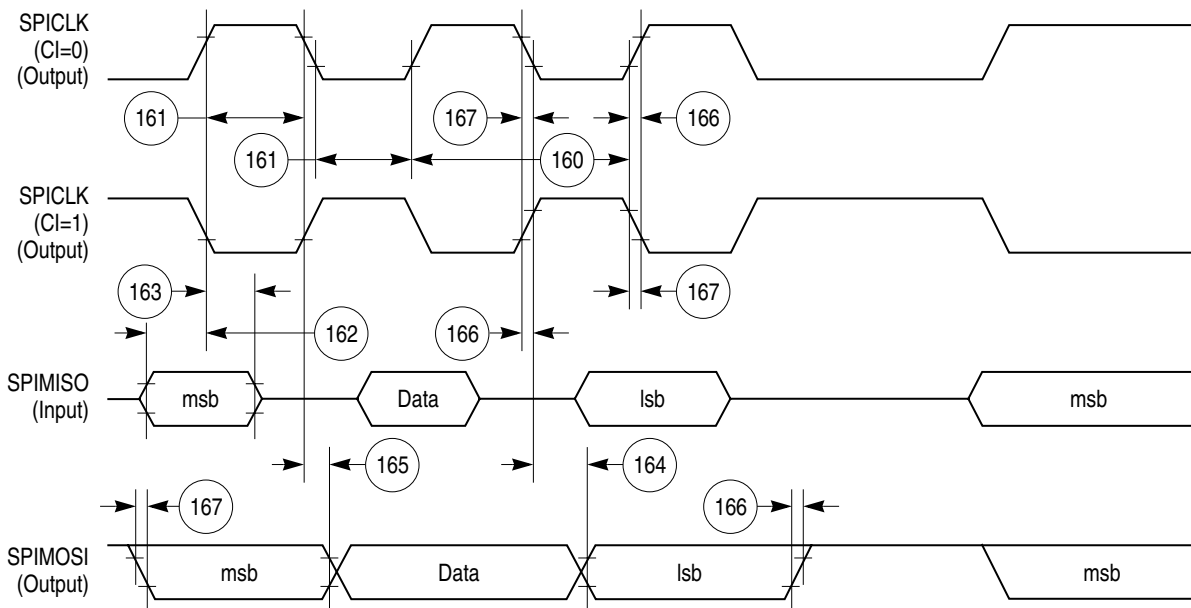 SPICLK
(CI=0)
(Output)
161
167
166
161
160
SPICLK
(CI=1)
(Output)
163
167
162
166
SPIMISO
(Input)
msb
Data
lsb
msb
165
164
167
166
SPIMOSI
(Output)
msb
Data
lsb
msb